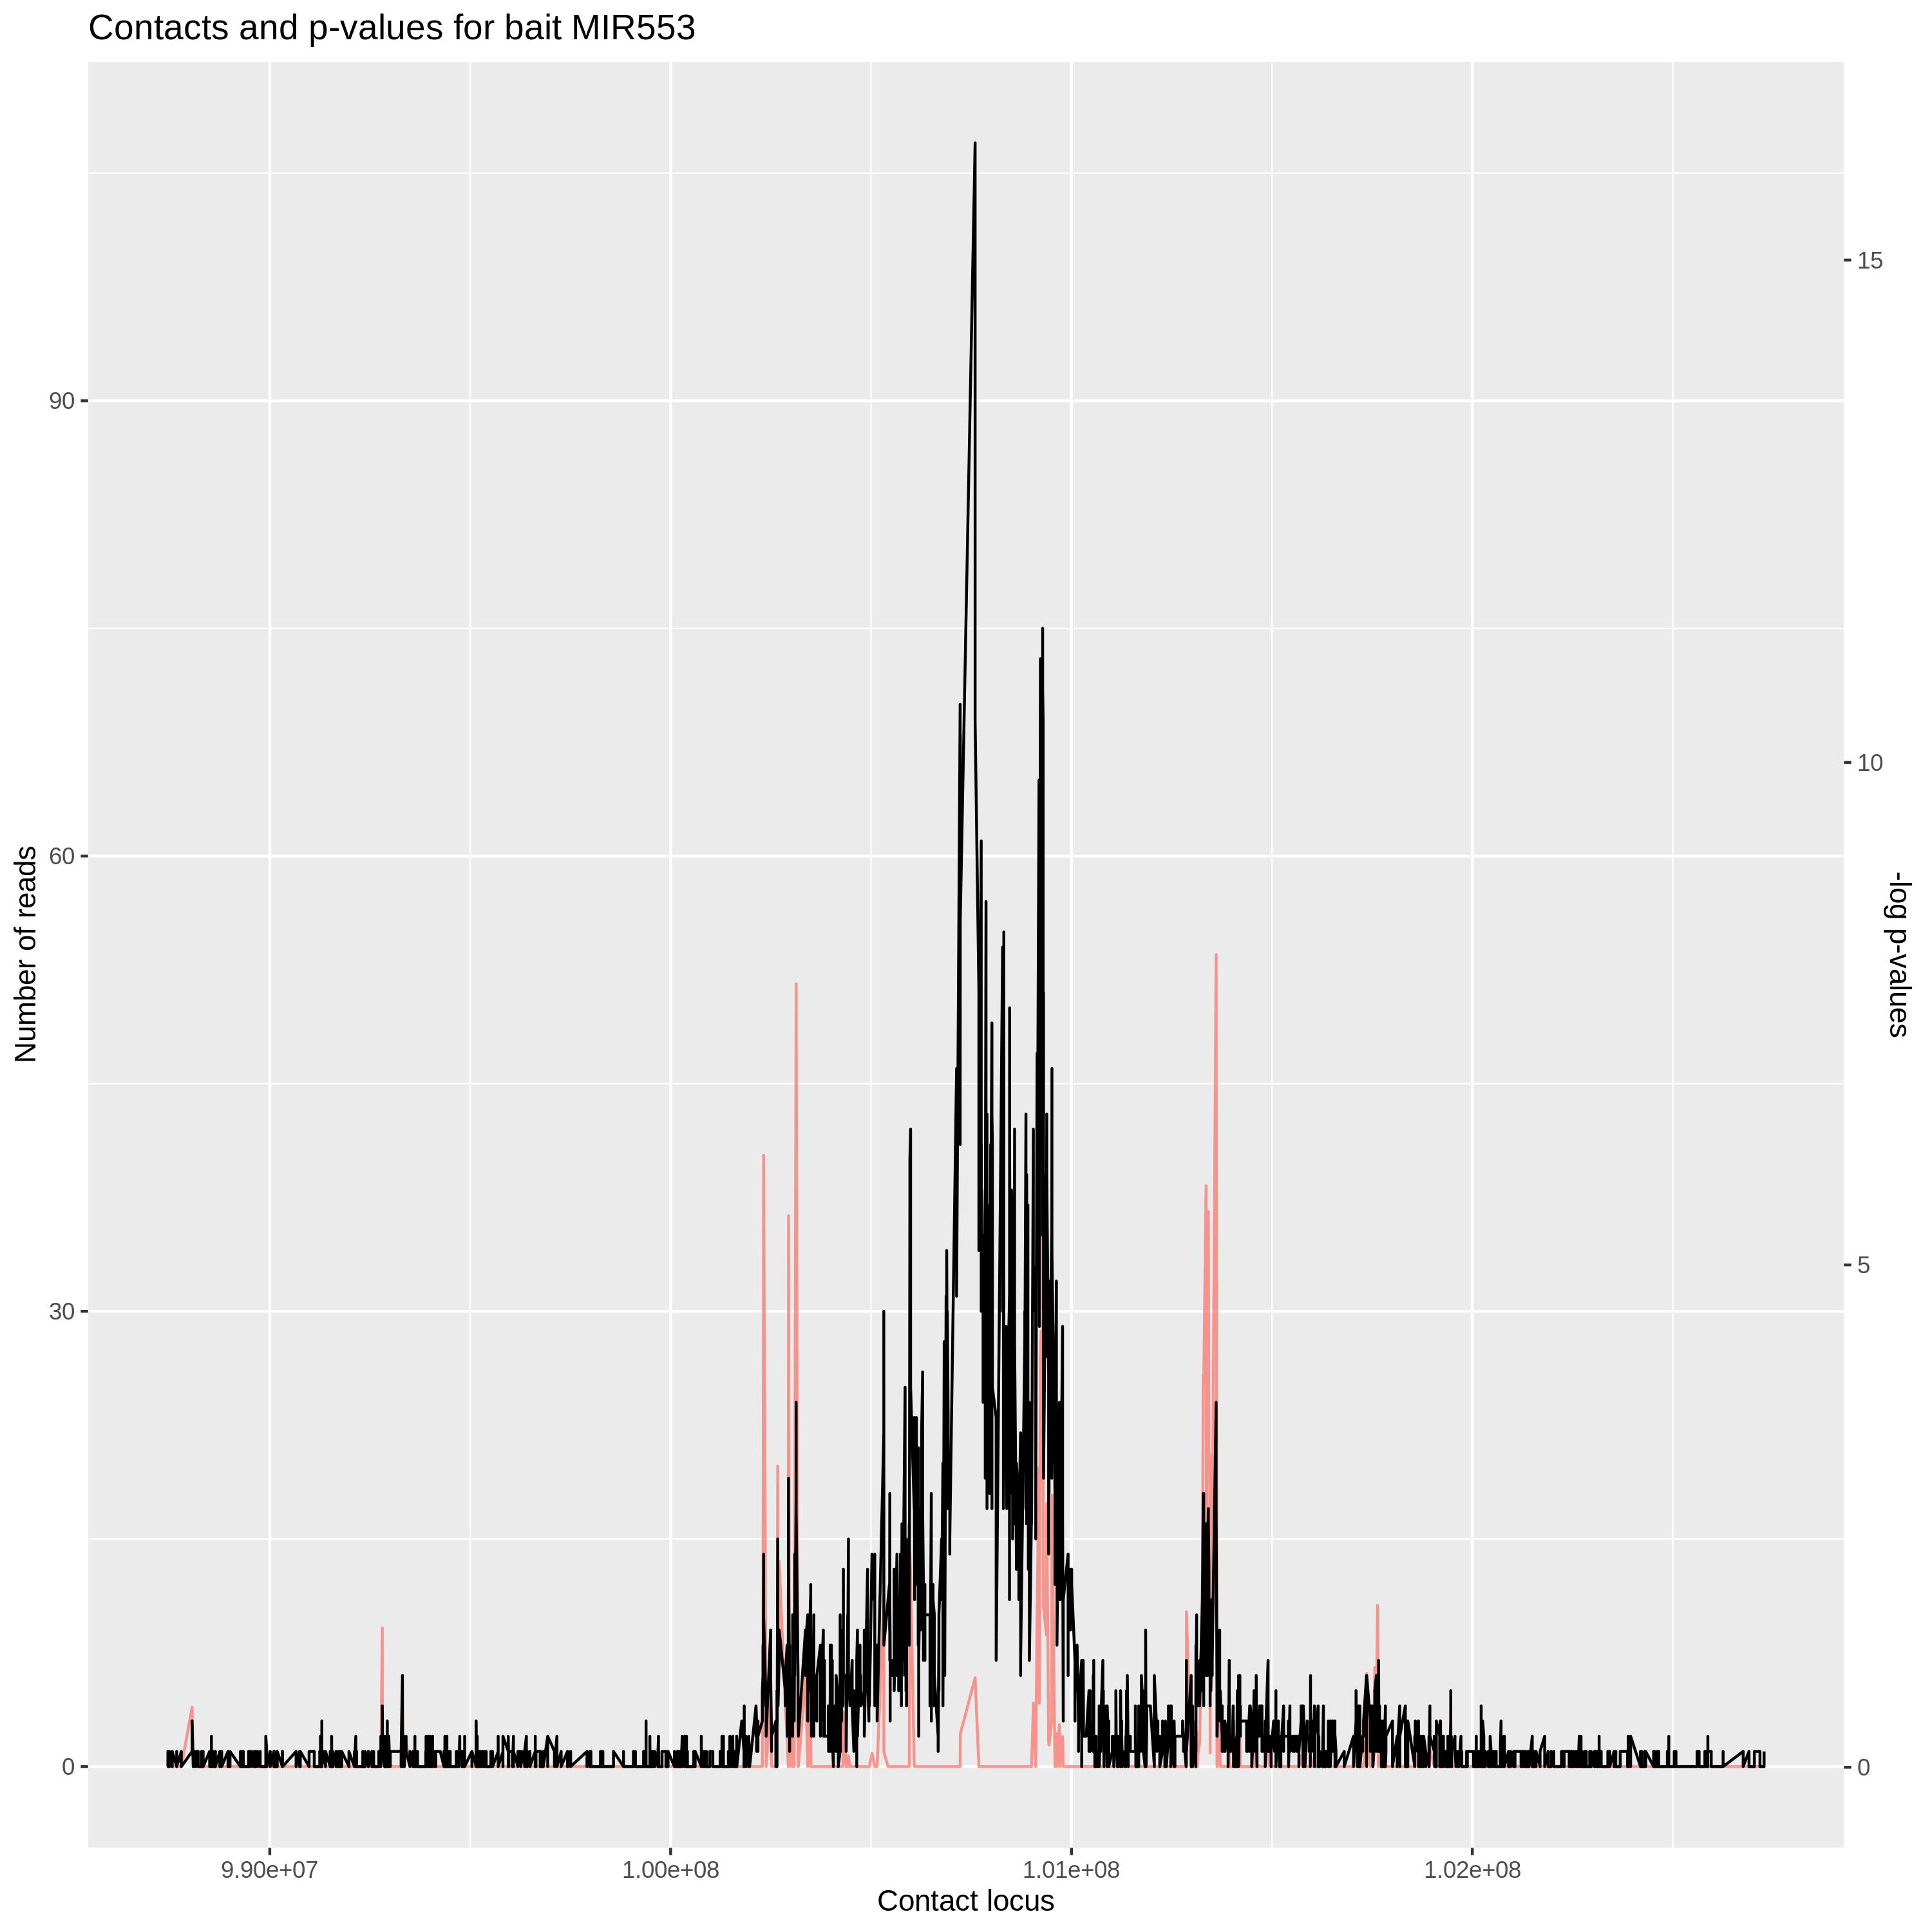 Contacts and p-values for bait MIR553
90
60
30
0
Number of reads
15
10
5
0
-log p-values
9.90e+07
1.00e+08
1.01e+08
1.02e+08
Contact locus